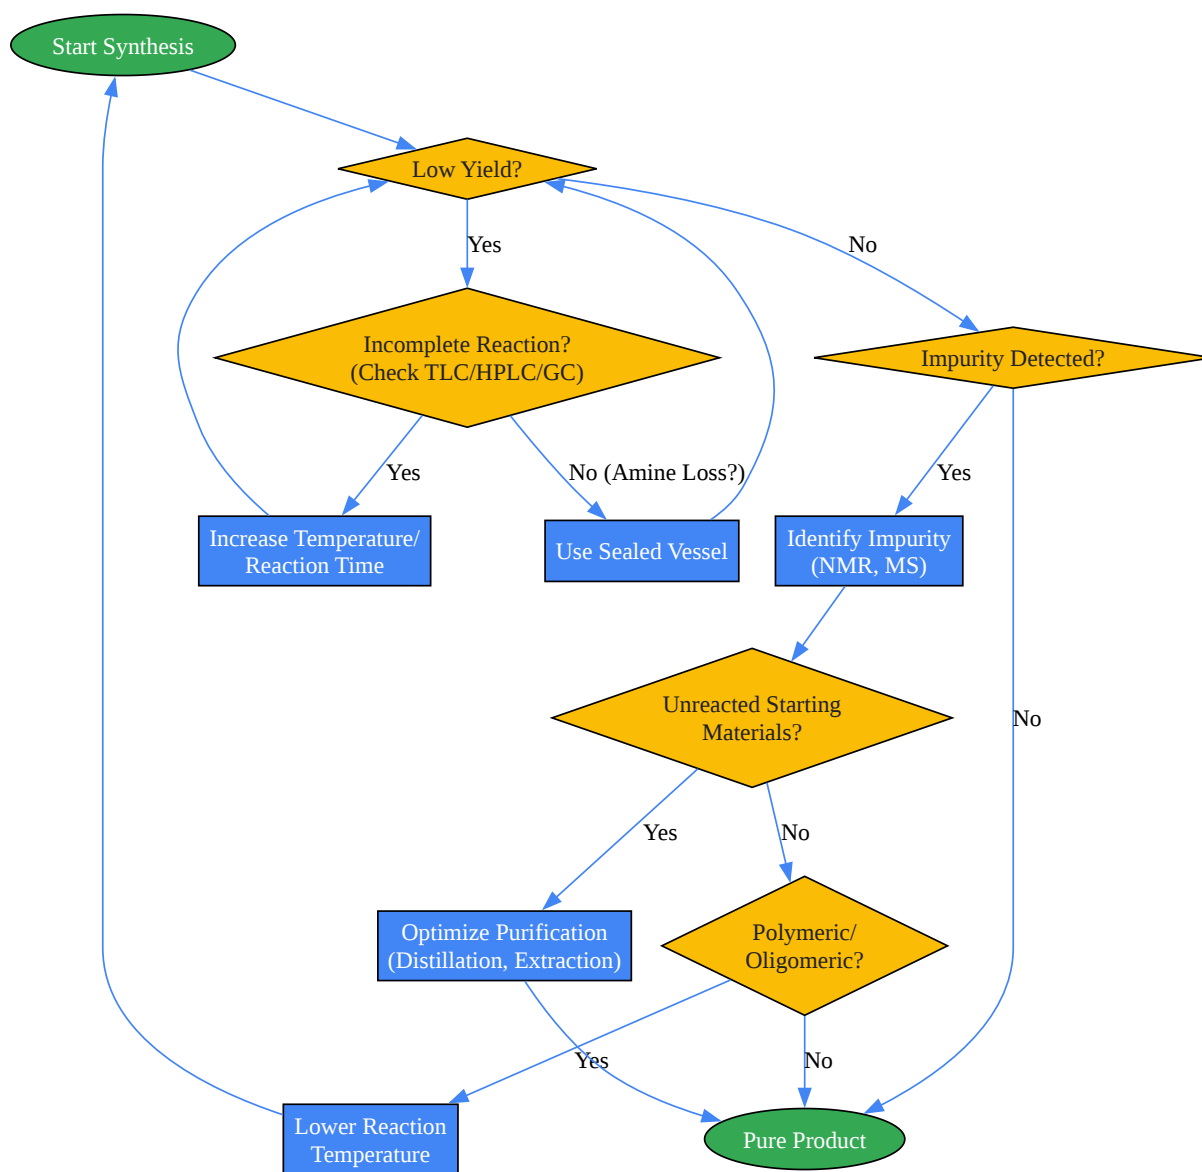 Start Synthesis
Low Yield?
Yes
No
Incomplete Reaction?
(Check TLC/HPLC/GC)
Impurity Detected?
Yes
No (Amine Loss?)
Yes
Increase Temperature/
Reaction Time
Use Sealed Vessel
Identify Impurity
(NMR, MS)
Unreacted Starting
Materials?
No
Yes
No
Optimize Purification
(Distillation, Extraction)
Polymeric/
Oligomeric?
Yes
No
Lower Reaction
Temperature
Pure Product